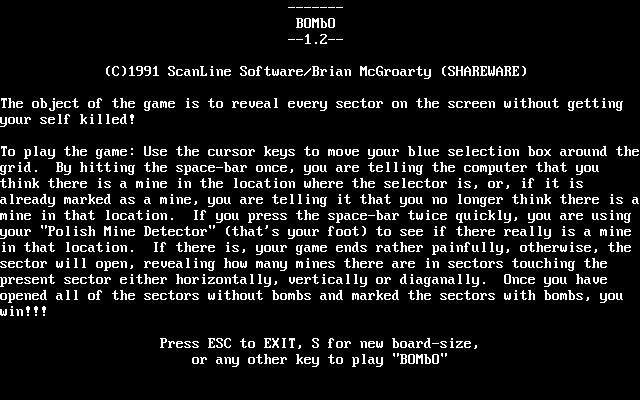 -------
BOMbO
--1.2--
(C)1991 ScanLine Software/Brian McGroarty (SHAREWARE)
The object of the game is to reveal every sector on the screen without getting
your self killed!
To play the game: Use the cursor keys to move your blue selection box around the
grid.  By hitting the space-bar once, you are telling the computer that you
think there is a mine in the location where the selector is, or, if it is
already marked as a mine, you are telling it that you no longer think there is a
mine in that location.  If you press the space-bar twice quickly, you are using
your "Polish Mine Detector" (that's your foot) to see if there really is a mine
in that location.  If there is, your game ends rather painfully, otherwise, the
sector will open, revealing how many mines there are in sectors touching the
present sector either horizontally, vertically or diaganally.  Once you have
opened all of the sectors without bombs and marked the sectors with bombs, you
win!!!
Press ESC to EXIT, S for new board-size,
or any other key to play "BOMbO"